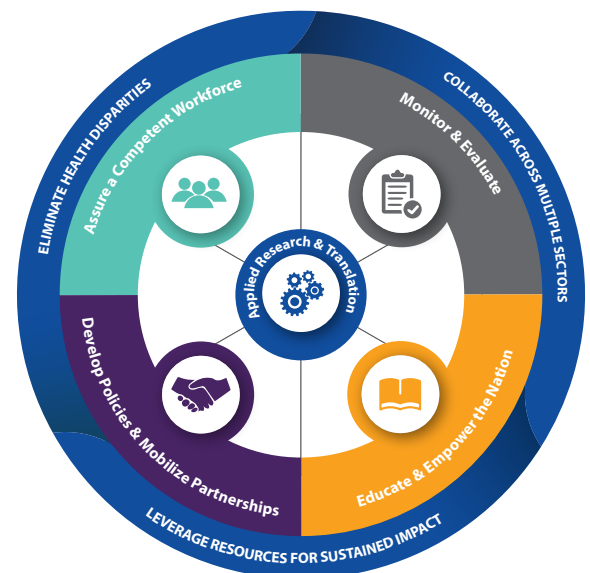 ELIMINATE HEALTH DISPARITIES
COLLABORATE ACROSS MULTIPLE SECTORS
Assure a Competent Workforce
Monitor & Evaluate
Applied Research & Translation
Develop Policies & Mobilize Partnerships
Educate & Empower the Nation
LEVERAGE RESOURCES FOR SUSTAINED IMPACT